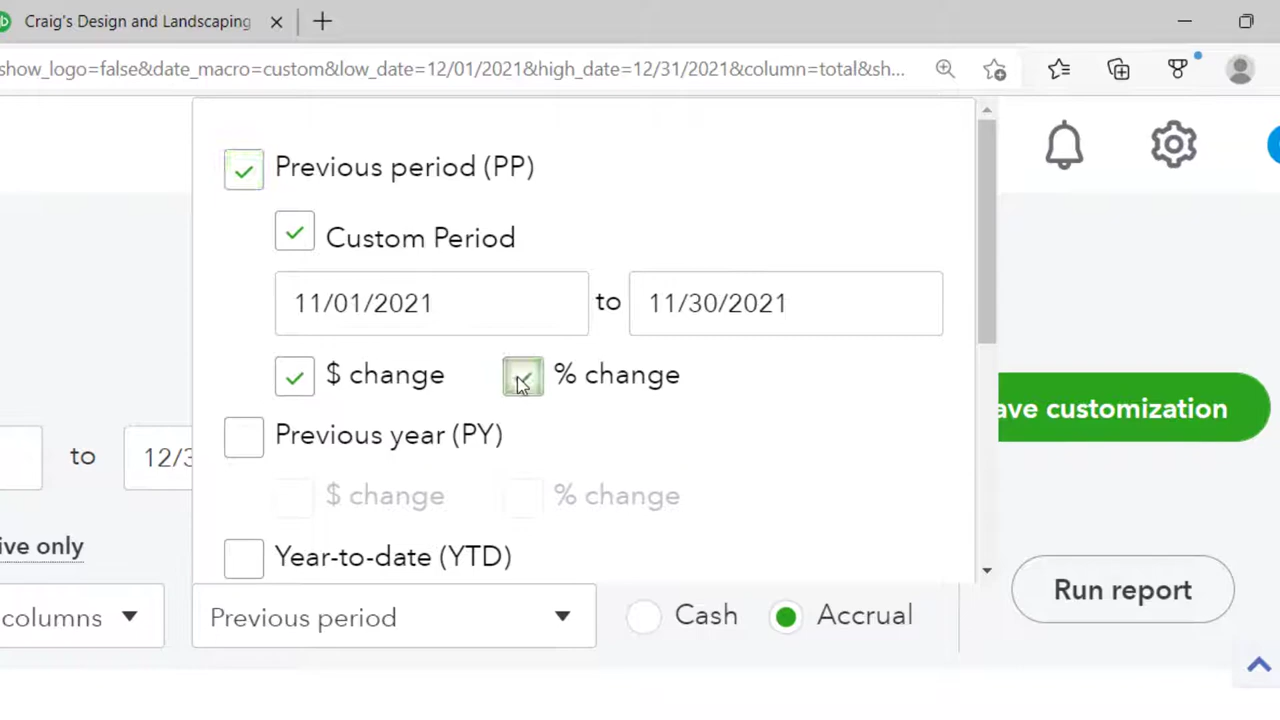 Craig's Design and Landscaping
show_logo=false&date_macro=custom&low_date=12/01/2021&high_date=12/31/2021&column=total&sh...
Previous period (PP)
Custom Period
11/01/2021 to 11/30/2021
$ change % change
ave customization
Previous year (PY)
to 12/3
$ change % change
ive only
Year-to-date (YTD)
Run report
columns Previous period Cash Accrual